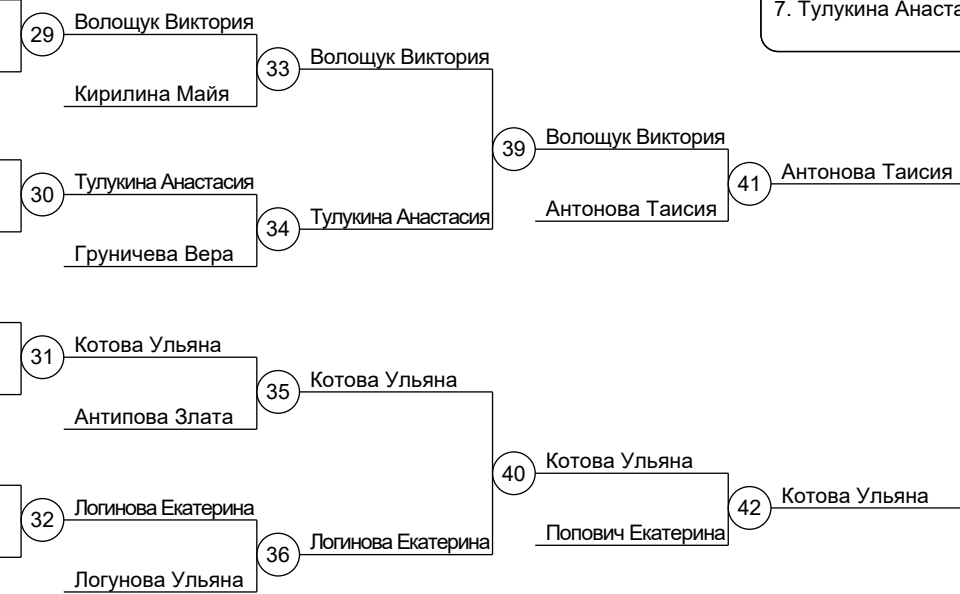 7. Тулукина Анаста
29
Волощук Виктория
Кирилина Майя
33
Волощук Виктория
30
Тулукина Анастасия
Груничева Вера
34
Тулукина Анастасия
39
Волощук Виктория
Антонова Таисия
41
Антонова Таисия
31
Котова Ульяна
Антипова Злата
35
Котова Ульяна
32
Логинова Екатерина
Логунова Ульяна
36
Логинова Екатерина
40
Котова Ульяна
Попович Екатерина
42
Котова Ульяна